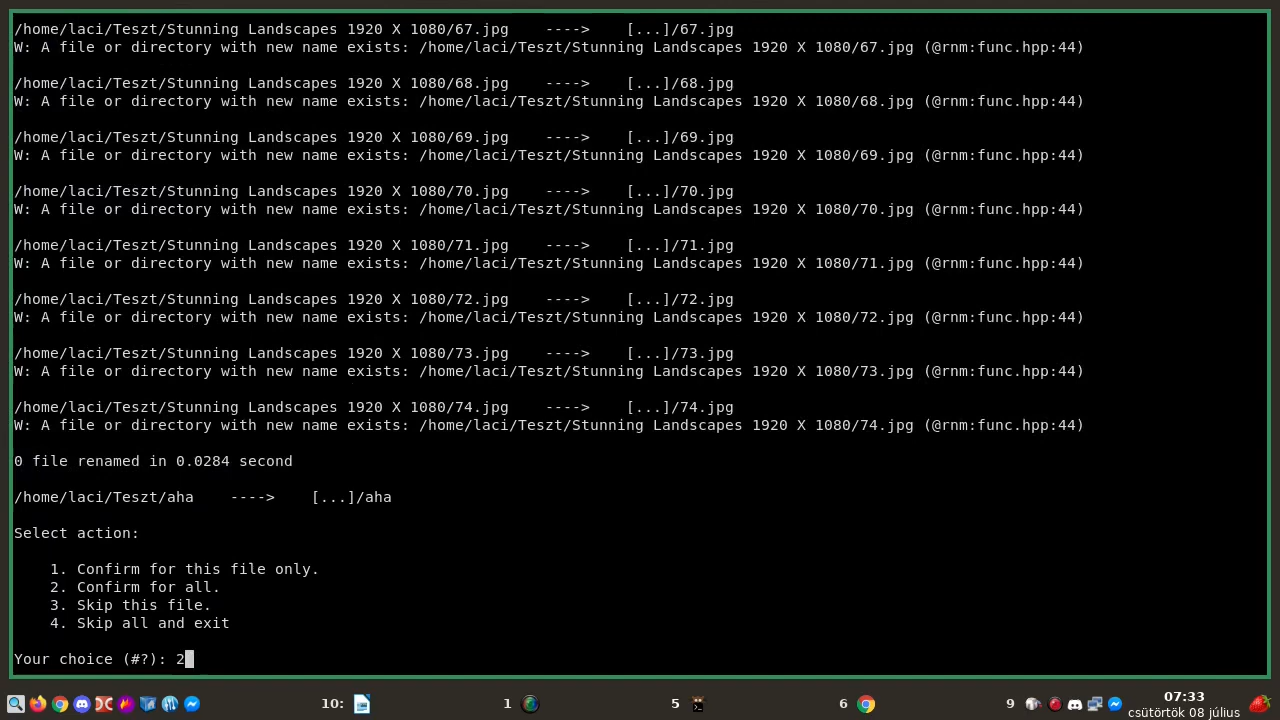 /home/laci/Teszt/Stunning Landscapes 1920 X 1080/67.jpg    ---->    [...]/67.jpg
W: A file or directory with new name exists: /home/laci/Teszt/Stunning Landscapes 1920 X 1080/67.jpg (@rnm:func.hpp:44)
/home/laci/Teszt/Stunning Landscapes 1920 X 1080/68.jpg    ---->    [...]/68.jpg
W: A file or directory with new name exists: /home/laci/Teszt/Stunning Landscapes 1920 X 1080/68.jpg (@rnm:func.hpp:44)
/home/laci/Teszt/Stunning Landscapes 1920 X 1080/69.jpg    ---->    [...]/69.jpg
W: A file or directory with new name exists: /home/laci/Teszt/Stunning Landscapes 1920 X 1080/69.jpg (@rnm:func.hpp:44)
/home/laci/Teszt/Stunning Landscapes 1920 X 1080/70.jpg    ---->    [...]/70.jpg
W: A file or directory with new name exists: /home/laci/Teszt/Stunning Landscapes 1920 X 1080/70.jpg (@rnm:func.hpp:44)
/home/laci/Teszt/Stunning Landscapes 1920 X 1080/71.jpg    ---->    [...]/71.jpg
W: A file or directory with new name exists: /home/laci/Teszt/Stunning Landscapes 1920 X 1080/71.jpg (@rnm:func.hpp:44)
/home/laci/Teszt/Stunning Landscapes 1920 X 1080/72.jpg    ---->    [...]/72.jpg
W: A file or directory with new name exists: /home/laci/Teszt/Stunning Landscapes 1920 X 1080/72.jpg (@rnm:func.hpp:44)
/home/laci/Teszt/Stunning Landscapes 1920 X 1080/73.jpg    ---->    [...]/73.jpg
W: A file or directory with new name exists: /home/laci/Teszt/Stunning Landscapes 1920 X 1080/73.jpg (@rnm:func.hpp:44)
/home/laci/Teszt/Stunning Landscapes 1920 X 1080/74.jpg    ---->    [...]/74.jpg
W: A file or directory with new name exists: /home/laci/Teszt/Stunning Landscapes 1920 X 1080/74.jpg (@rnm:func.hpp:44)
0 file renamed in 0.0284 second
/home/laci/Teszt/aha    ---->    [...]/aha
Select action:
1. Confirm for this file only.
2. Confirm for all.
3. Skip this file.
4. Skip all and exit
Your choice (#?): 2
10: 1 5 6 9 07:33
csütörtök 08 július